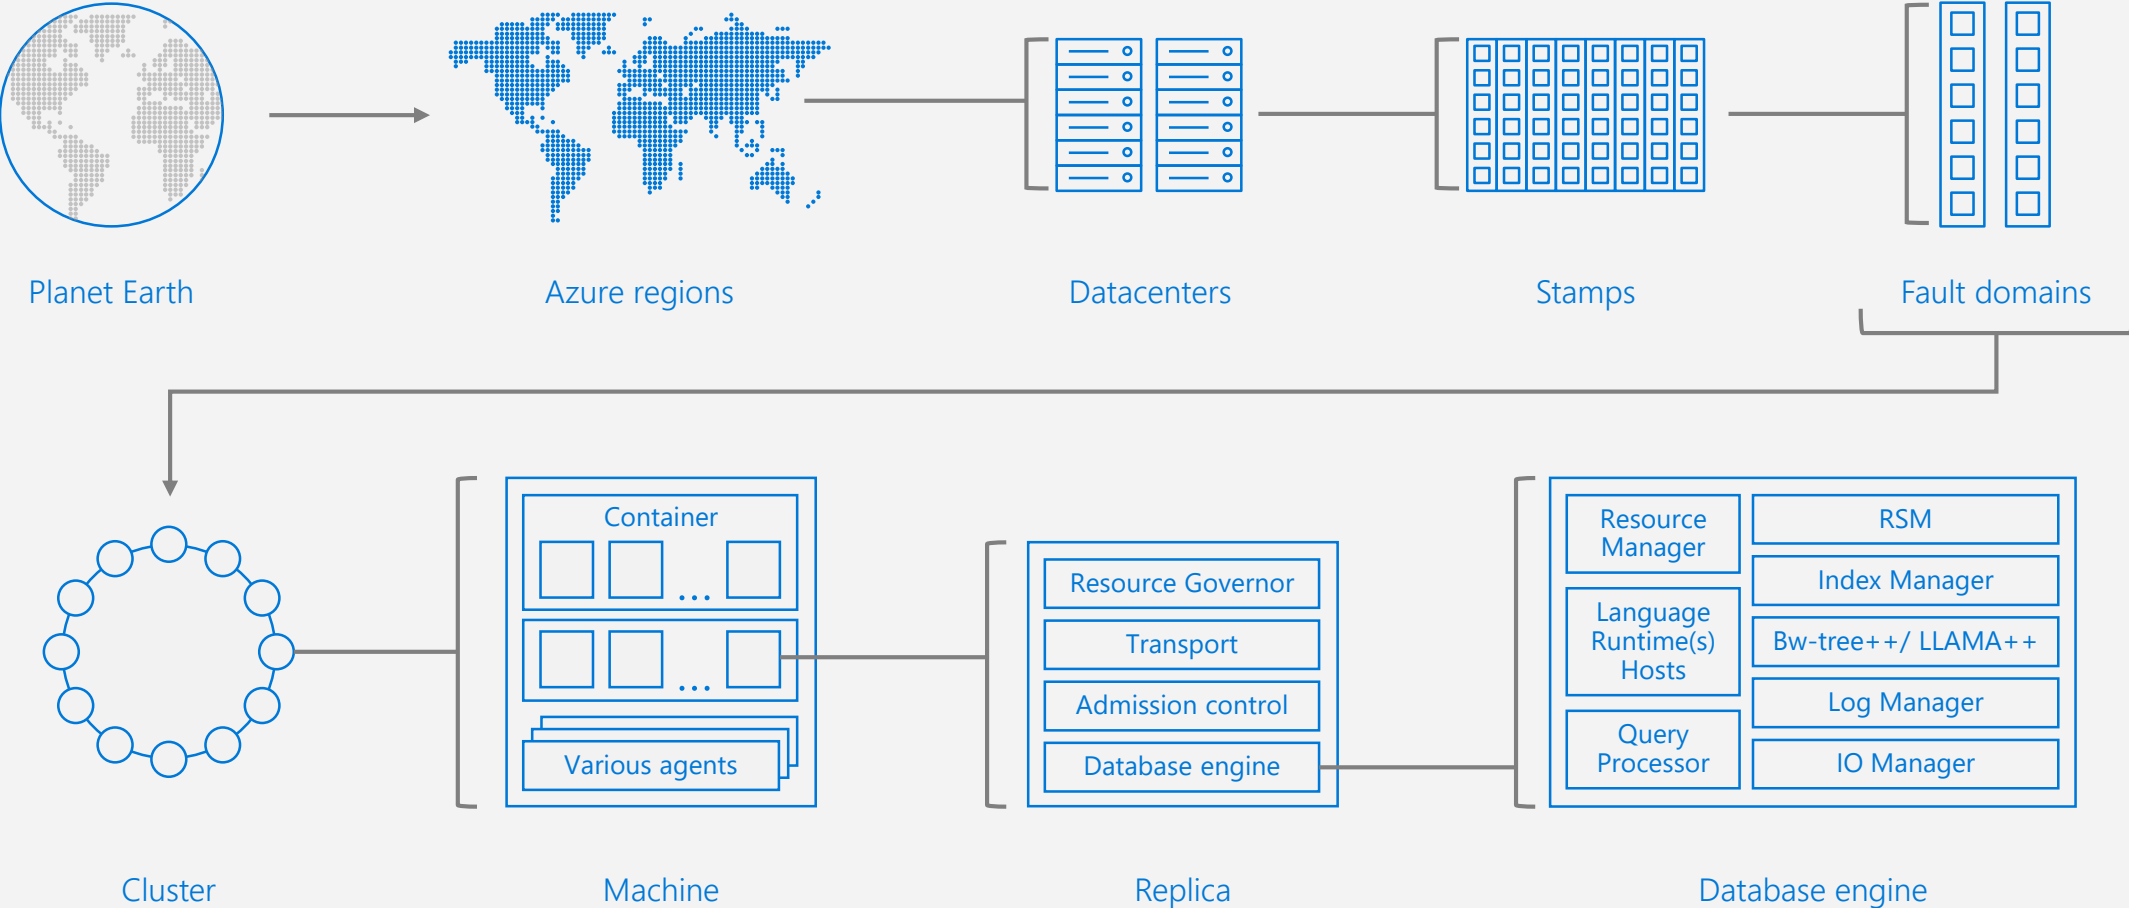 Planet Earth
Azure regions
Datacenters
Stamps
Fault domains
Container
...
...
Various agents
Resource Governor
Transport
Admission control
Database engine
Resource
Manager
Language
Runtime(s)
Hosts
Query
Processor
RSM
Index Manager
Bw-tree++/ LLAMA++
Log Manager
IO Manager
Cluster
Machine
Replica
Database engine